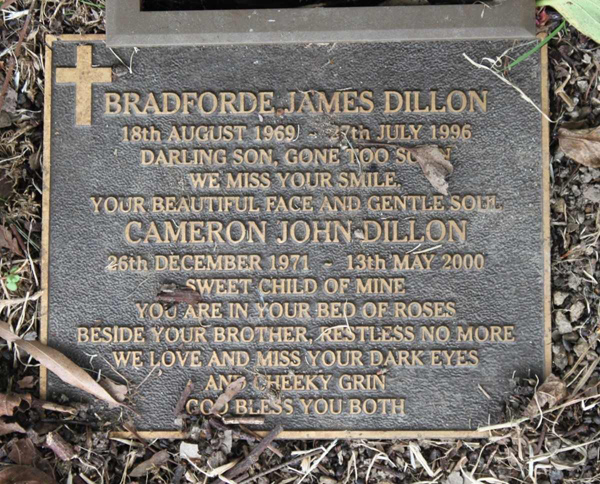 BRADFORDE JAMES DILLON
18th AUGUST 1969 - 27th JULY 1996
DARLING SON, GONE TOO SOON
WE MISS YOUR SMILE,
YOUR BEAUTIFUL FACE AND GENTLE SOUL
CAMERON JOHN DILLON
26th DECEMBER 1971 - 13th MAY 2000
SWEET CHILD OF MINE
YOU ARE IN YOUR BED OF ROSES
BESIDE YOUR BROTHER, RESTLESS NO MORE
WE LOVE AND MISS YOUR DARK EYES
AND CHEEKY GRIN
GOD BLESS YOU BOTH